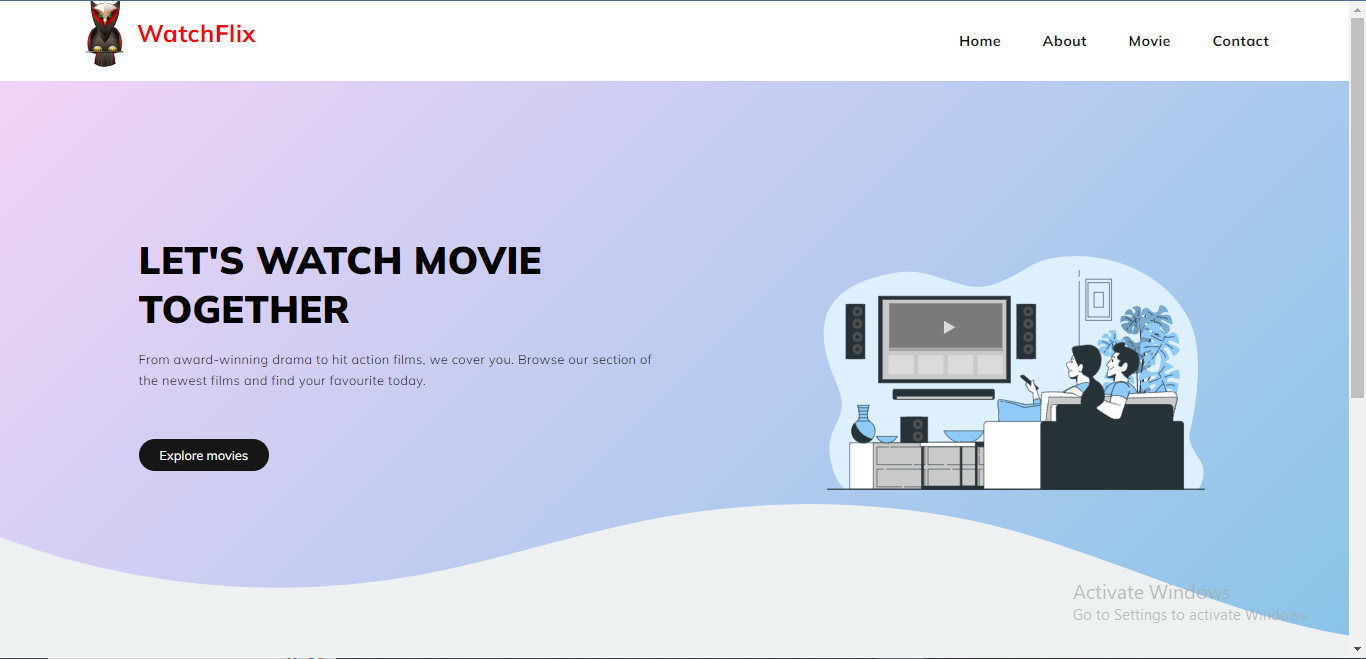 WatchFlix
Home
About
Movie
Contact
LET'S WATCH MOVIE
TOGETHER
From award-winning drama to hit action films, we cover you. Browse our section of
the newest films and find your favourite today.
Explore movies
Activate Windows
Go to Settings to activate Windows.